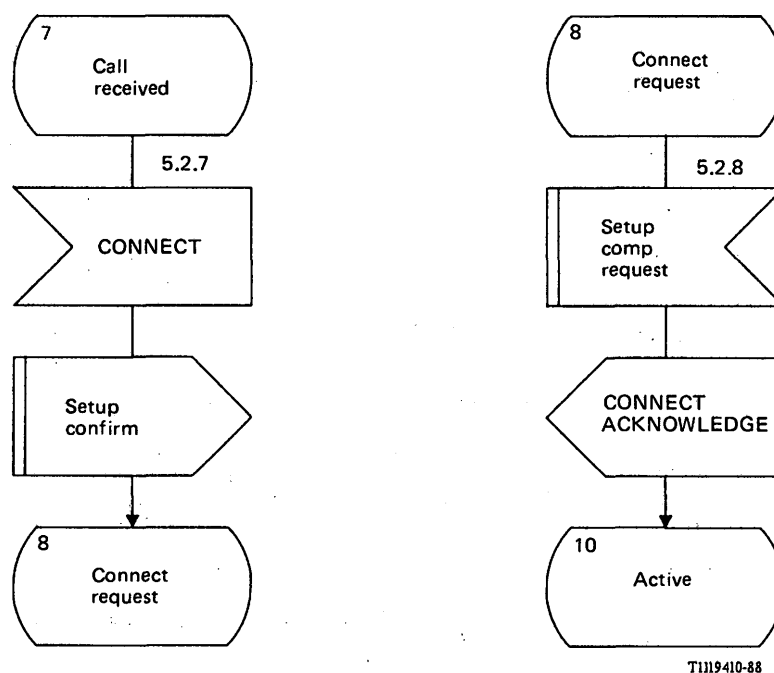 7
Call
received
5.2.7
CONNECT
Setup
confirm
8
Connect
request
8
Connect
request
5.2.8
Setup
comp
request
CONNECT
ACKNOWLEDGE
10
Active
T1119410-88